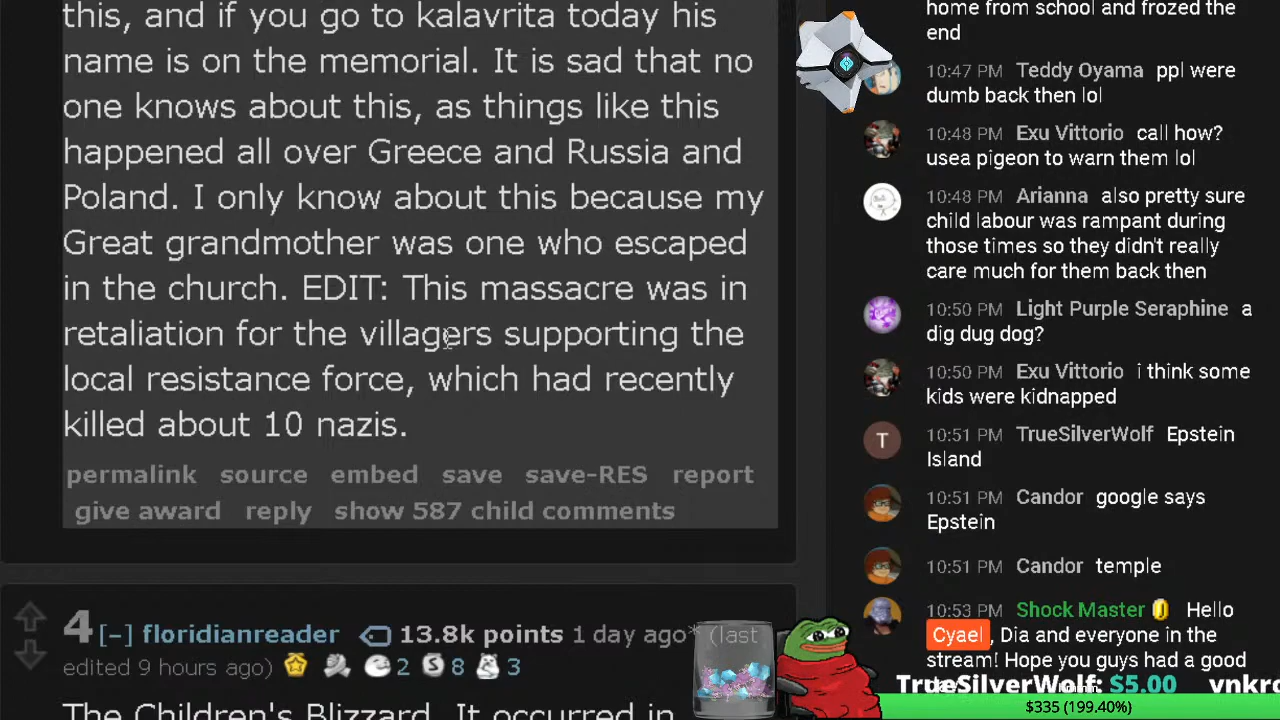 this, and if you go to kalavrita today his
name is on the memorial. It is sad that no
one knows about this, as things like this
happened all over Greece and Russia and
Poland. I only know about this because my
Great grandmother was one who escaped
in the church. EDIT: This massacre was in
retaliation for the villagers supporting the
local resistance force, which had recently
killed about 10 nazis.
permalink source embed save save-RES report
give award reply show 587 child comments
4 [–] floridianreader 13.8k points 1 day ago* (last
edited 9 hours ago) 2 8 3
The Children's Blizzard. It occurred in
home from school and frozed the
end
10:47 PM Teddy Oyama ppl were
dumb back then lol
10:48 PM Exu Vittorio call how?
usea pigeon to warn them lol
10:48 PM Arianna also pretty sure
child labour was rampant during
those times so they didn't really
care much for them back then
10:50 PM Light Purple Seraphine a
dig dug dog?
10:50 PM Exu Vittorio i think some
kids were kidnapped
T 10:51 PM TrueSilverWolf Epstein
Island
10:51 PM Candor google says
Epstein
10:51 PM Candor temple
10:53 PM Shock Master Hello
Cyael, Dia and everyone in the
stream! Hope you guys had a good
TrueSilverWolf: $5.00 vnkro
$335 (199.40%)